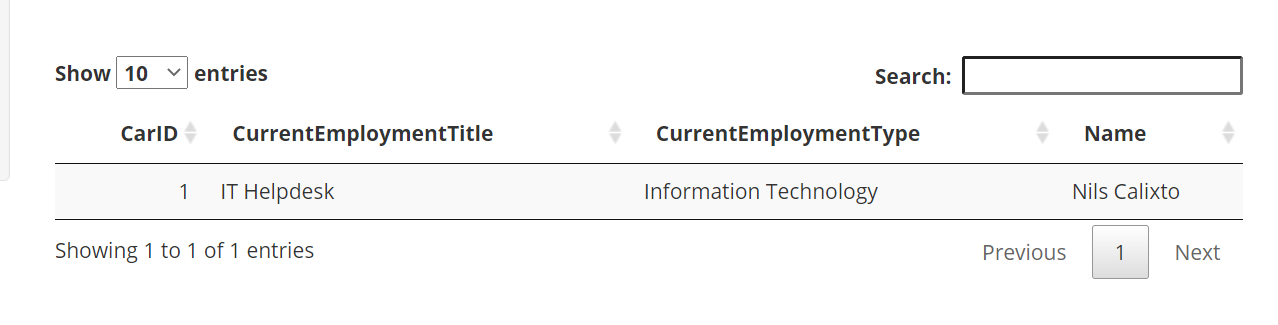 Show 10 entries
Search:
CarID CurrentEmploymentTitle CurrentEmploymentType Name
1 IT Helpdesk Information Technology Nils Calixto
Showing 1 to 1 of 1 entries
Previous 1 Next